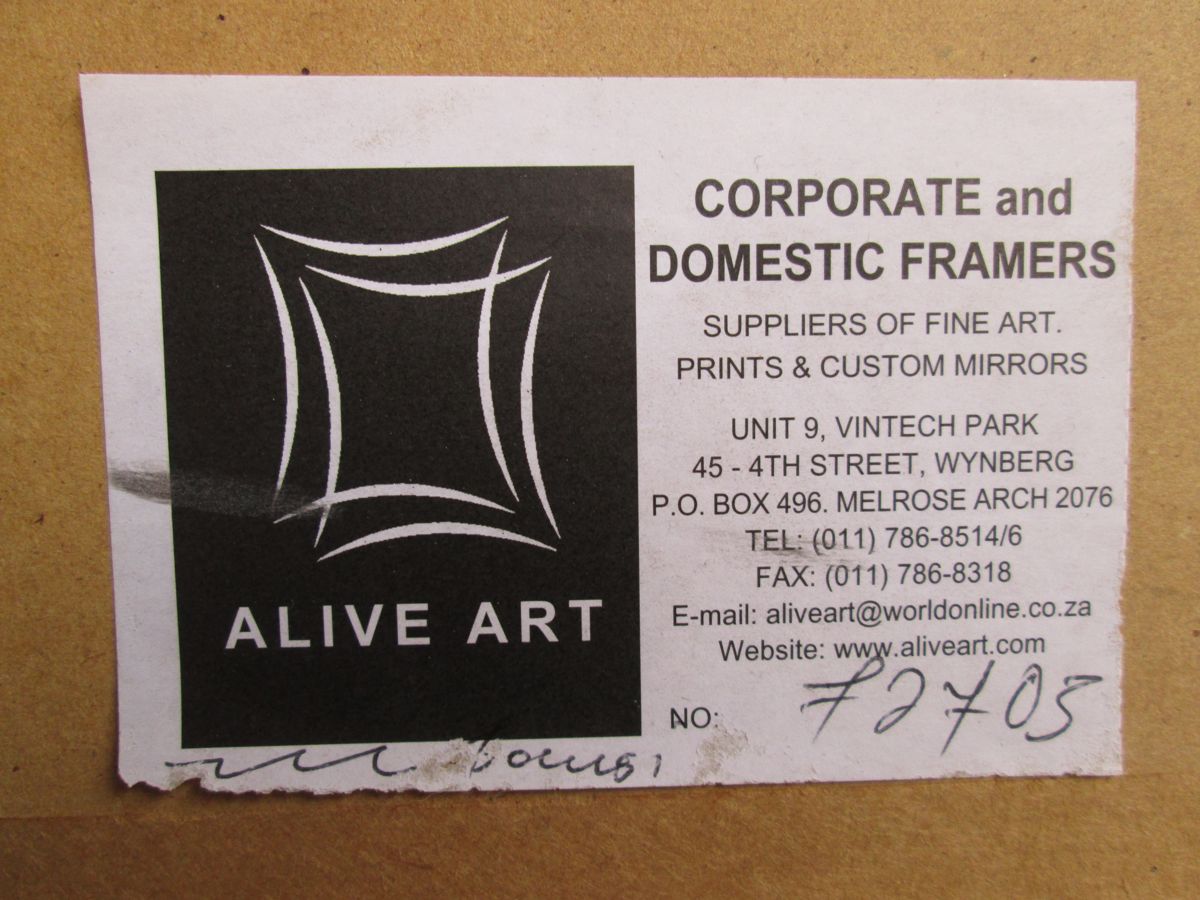 ALIVE ART
CORPORATE and
DOMESTIC FRAMERS
SUPPLIERS OF FINE ART.
PRINTS & CUSTOM MIRRORS
UNIT 9, VINTECH PARK
45 - 4TH STREET, WYNBERG
P.O. BOX 496. MELROSE ARCH 2076
TEL: (011) 786-8514/6
FAX: (011) 786-8318
E-mail: aliveart@worldonline.co.za
Website: www.aliveart.com
NO: 72703